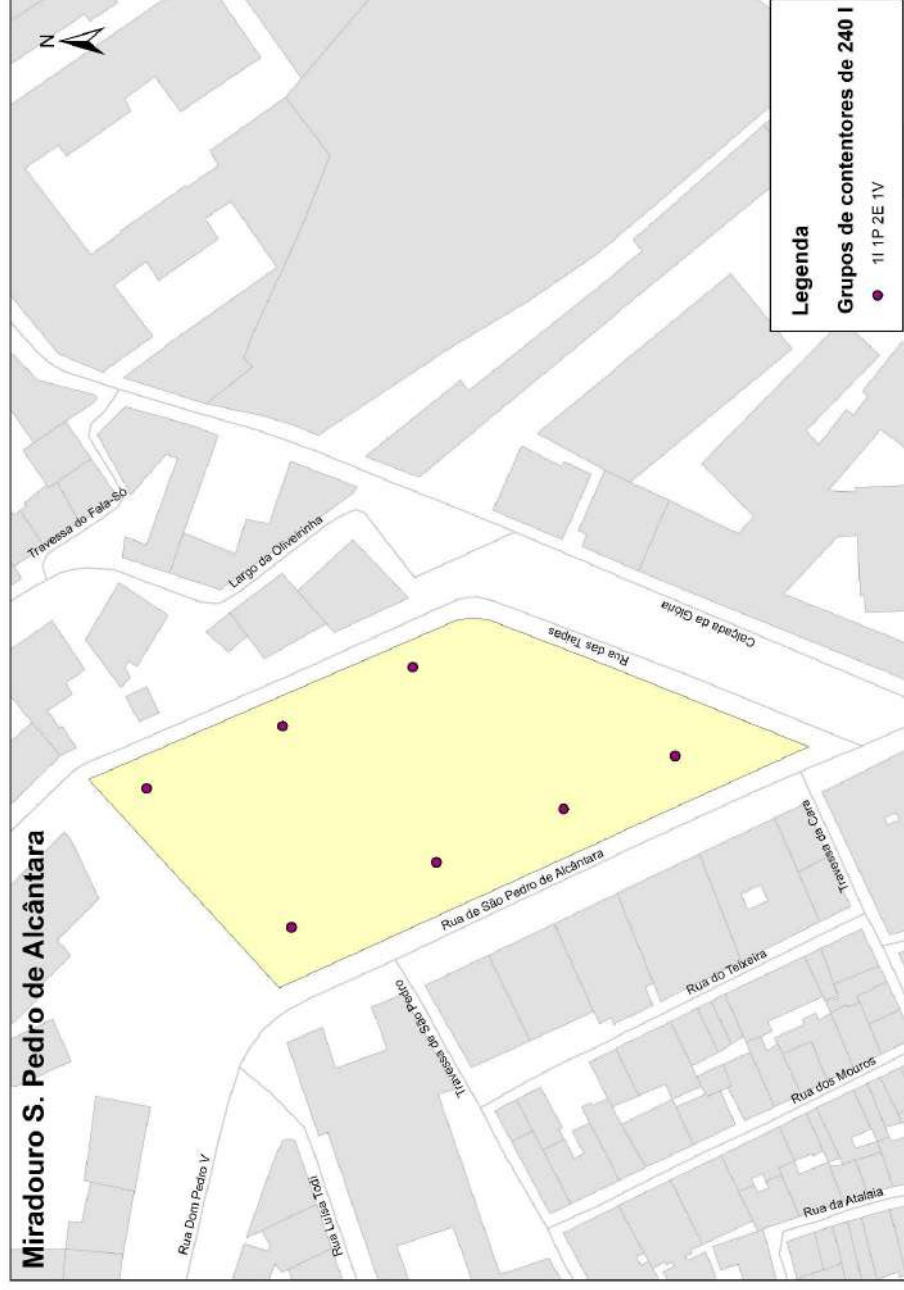 Miradouro S. Pedro de Alcântara
N
Travessa do Fala-Só
Largo da Oliveirinha
Rua das Taipas
Calçada da Glória
Rua Dom Pedro V
Rua Luísa Todi
Rua de São Pedro de Alcântara
Travessa de São Pedro
Travessa da Cara
Rua do Teixeira
Rua dos Mouros
Rua da Atalaia
Legenda
Grupos de contentores de 240 l
1I 1P 2E 1V